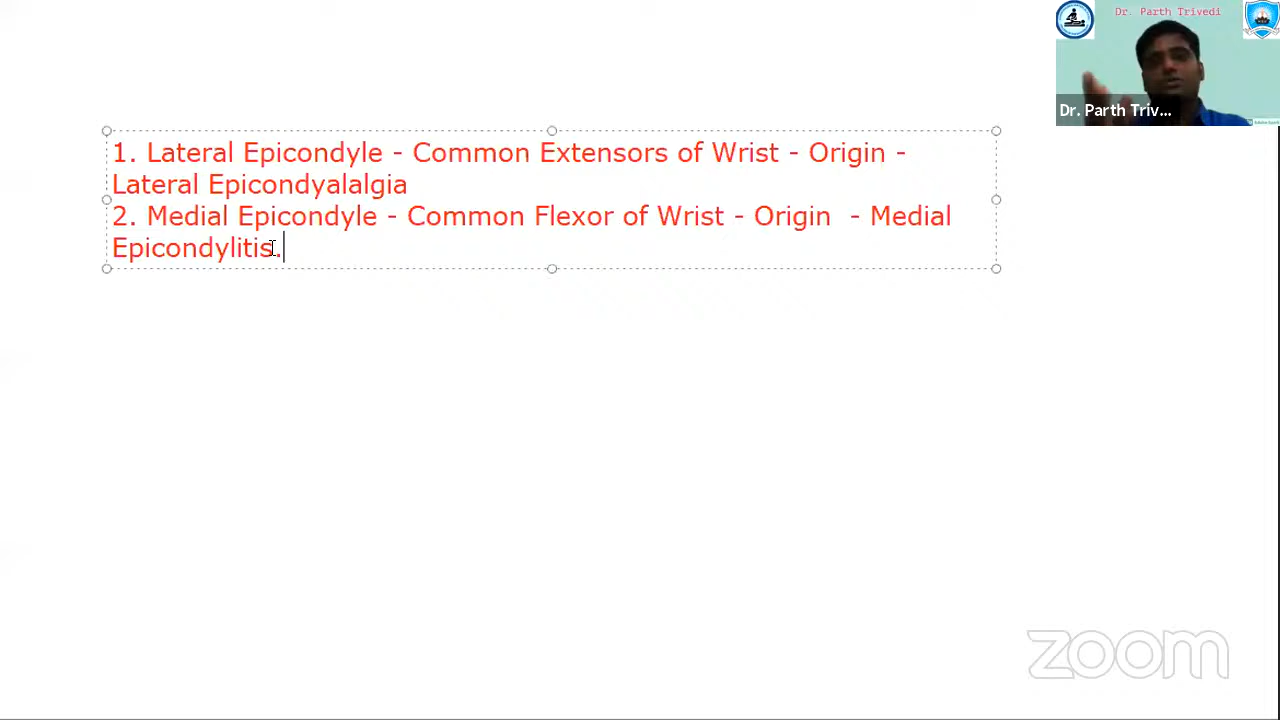 Dr. Parth Trivedi
Dr. Parth Triv...
1. Lateral Epicondyle - Common Extensors of Wrist - Origin -
Lateral Epicondyalalgia
2. Medial Epicondyle - Common Flexor of Wrist - Origin - Medial
Epicondylitis.
zoom